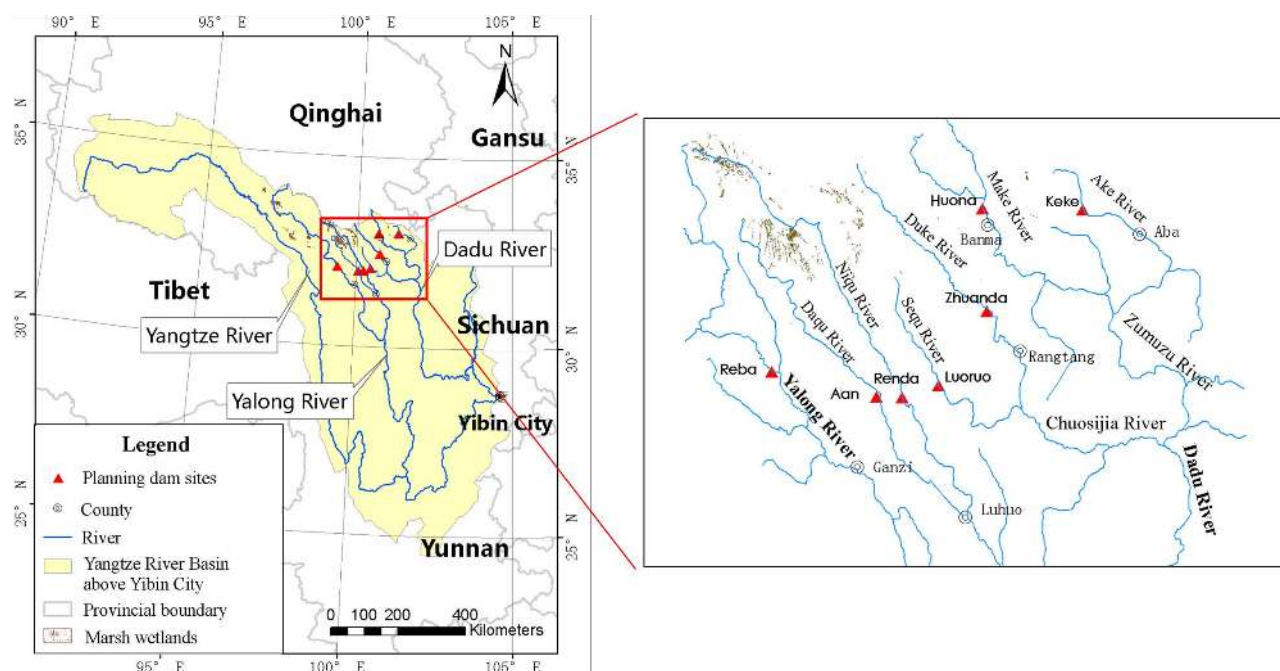 90° E
95° E
100° E
105° E
N
Qinghai
Gansu
35° N
35° N
Dadu River
Tibet
30° N
Sichuan
30° N
Yangtze River
Yalong River
Yibin City
Legend
Planning dam sites
County
River
Yangtze River Basin
above Yibin City
Provincial boundary
Marsh wetlands
25° N
25° N
Yunnan
0 100 200 400
Kilometers
95° E
100° E
105° E
Huona
Make River
Keke
Ake River
Banma
Aba
Duke River
Niqu River
Zhuanda
Daqu River
Sequ River
Zumuzu River
Rangtang
Reba
Yalong River
Aan
Renda
Luoruo
Chuosijia River
Ganzi
Dadu River
Luhuo